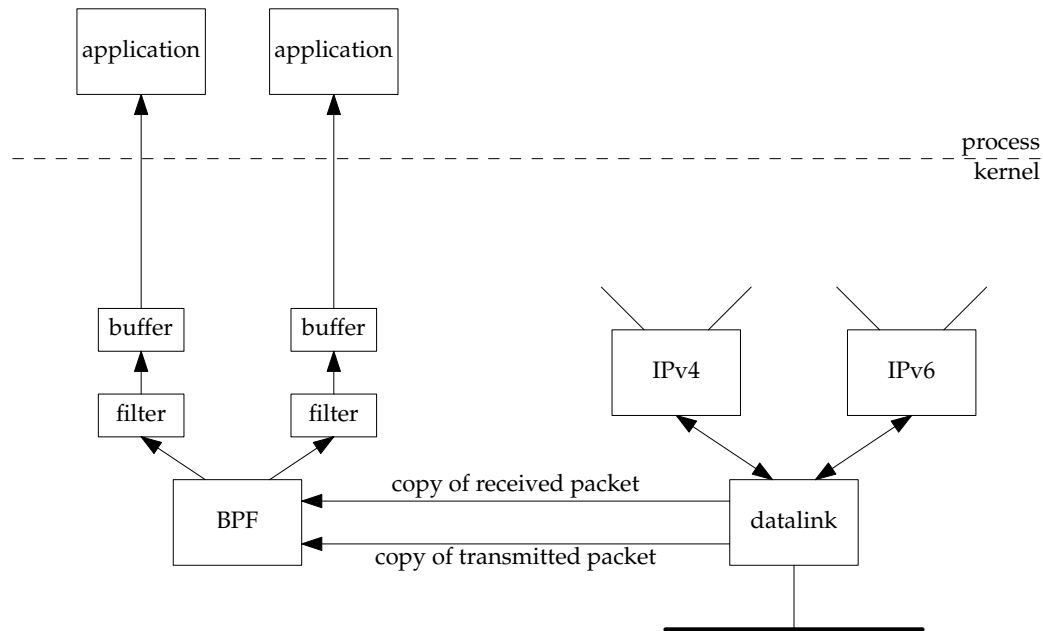 application
application
process
kernel
buffer
buffer
IPv4
IPv6
filter
filter
copy of received packet
BPF
datalink
copy of transmitted packet